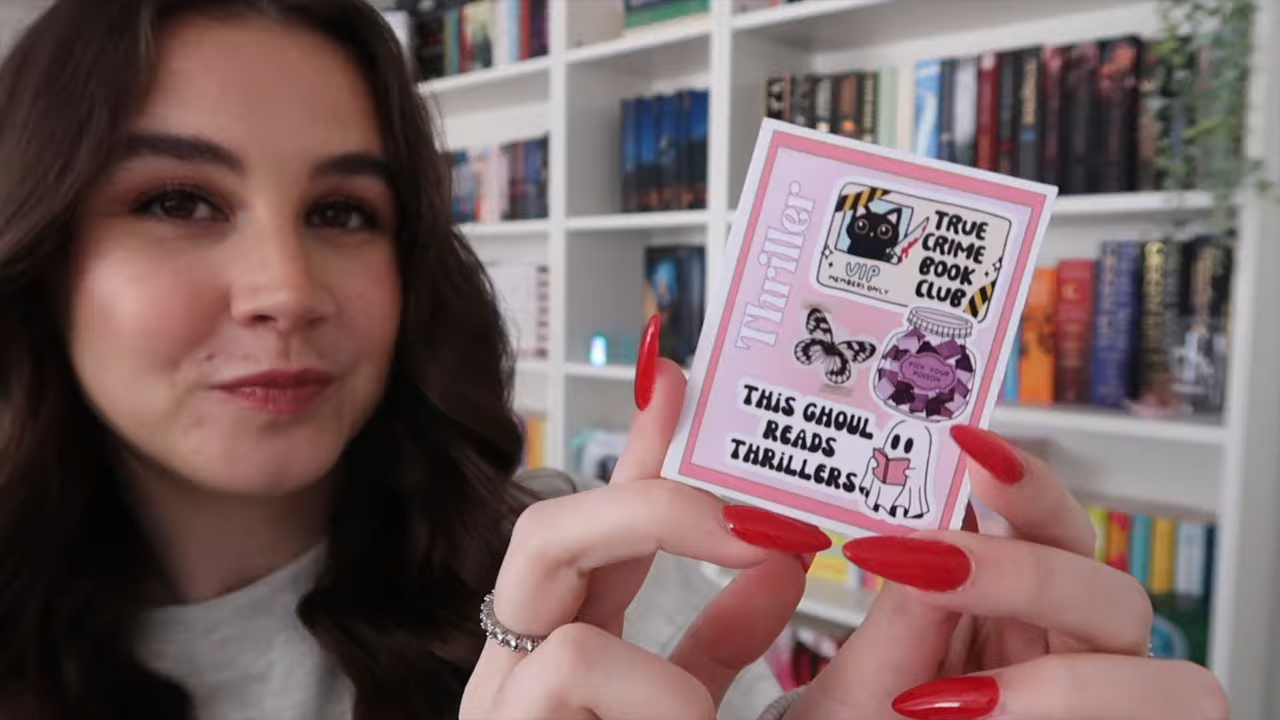 Thriller
TRUE
CRIME
BOOK
CLUB
VIP
MEMBERS ONLY
PICK YOUR
POISON
THIS GHOUL
READS
THRILLERS